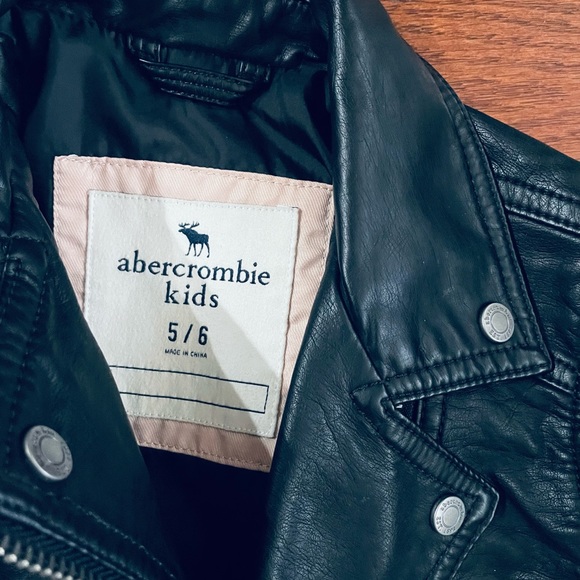 abercrombie
kids
5/6
MADE IN CHINA